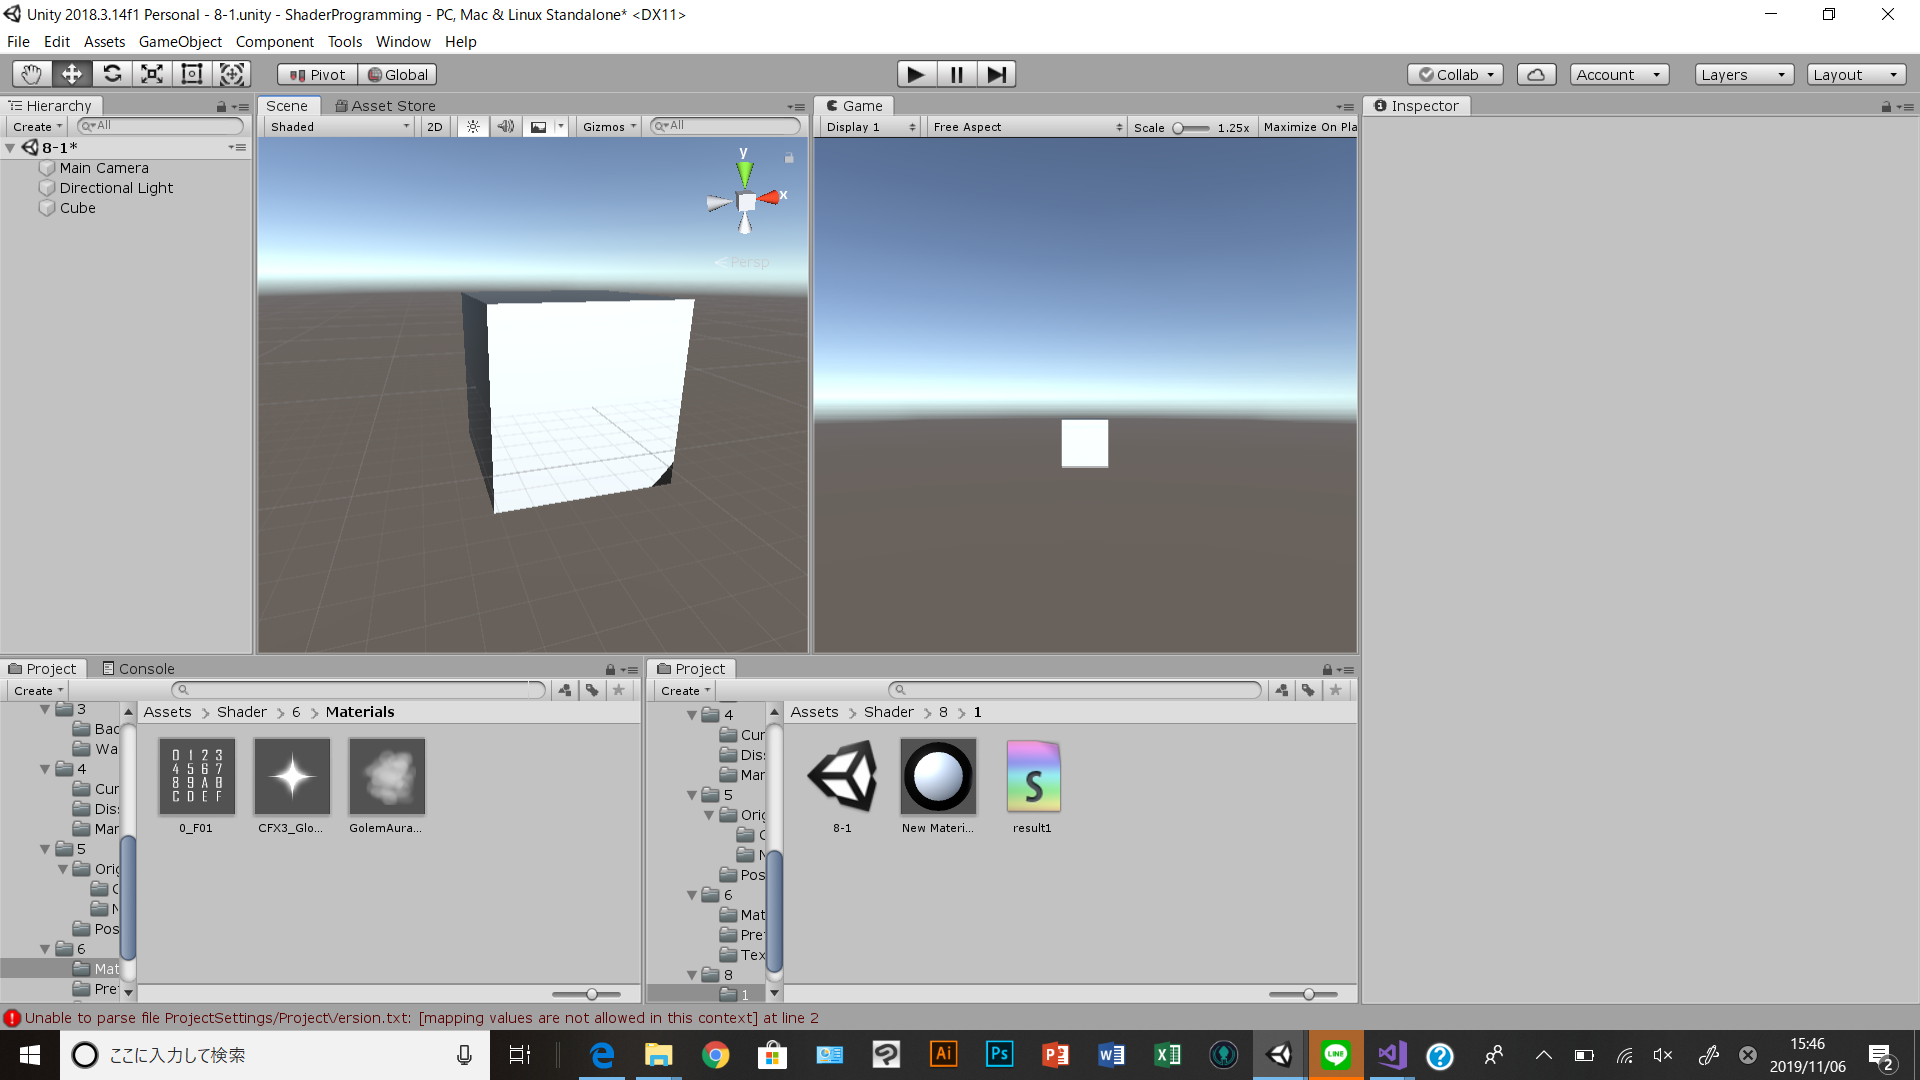 Unity 2018.3.14f1 Personal - 8-1.unity - ShaderProgramming - PC, Mac & Linux Standalone* <DX11>
File Edit Assets GameObject Component Tools Window Help
Pivot Global Collab Account Layers Layout
Hierarchy
Create All
8-1*
Main Camera
Directional Light
Cube
Scene Asset Store
Shaded 2D Gizmos All
y
x
Persp
Game
Display 1 Free Aspect Scale 1.25x Maximize On Pla
Inspector
Project Console
Create
3
Bac
Wa
4
Cur
Dis
Mar
5
Orig
C
N
Pos
6
Mat
Pre
Assets Shader 6 Materials
0 1 2 3
4 5 6 7
8 9 A B
C D E F
0_F01 CFX3_Glo... GolemAura...
Project
Create
4
Cur
Dis
Mar
5
Orig
C
N
Pos
6
Mat
Pre
Tex
8
1
Assets Shader 8 1
S
8-1 New Materi... result1
Unable to parse file ProjectSettings/ProjectVersion.txt: [mapping values are not allowed in this context] at line 2
ここに入力して検索
Ai
Ps
LINE
15:46
2019/11/06
2